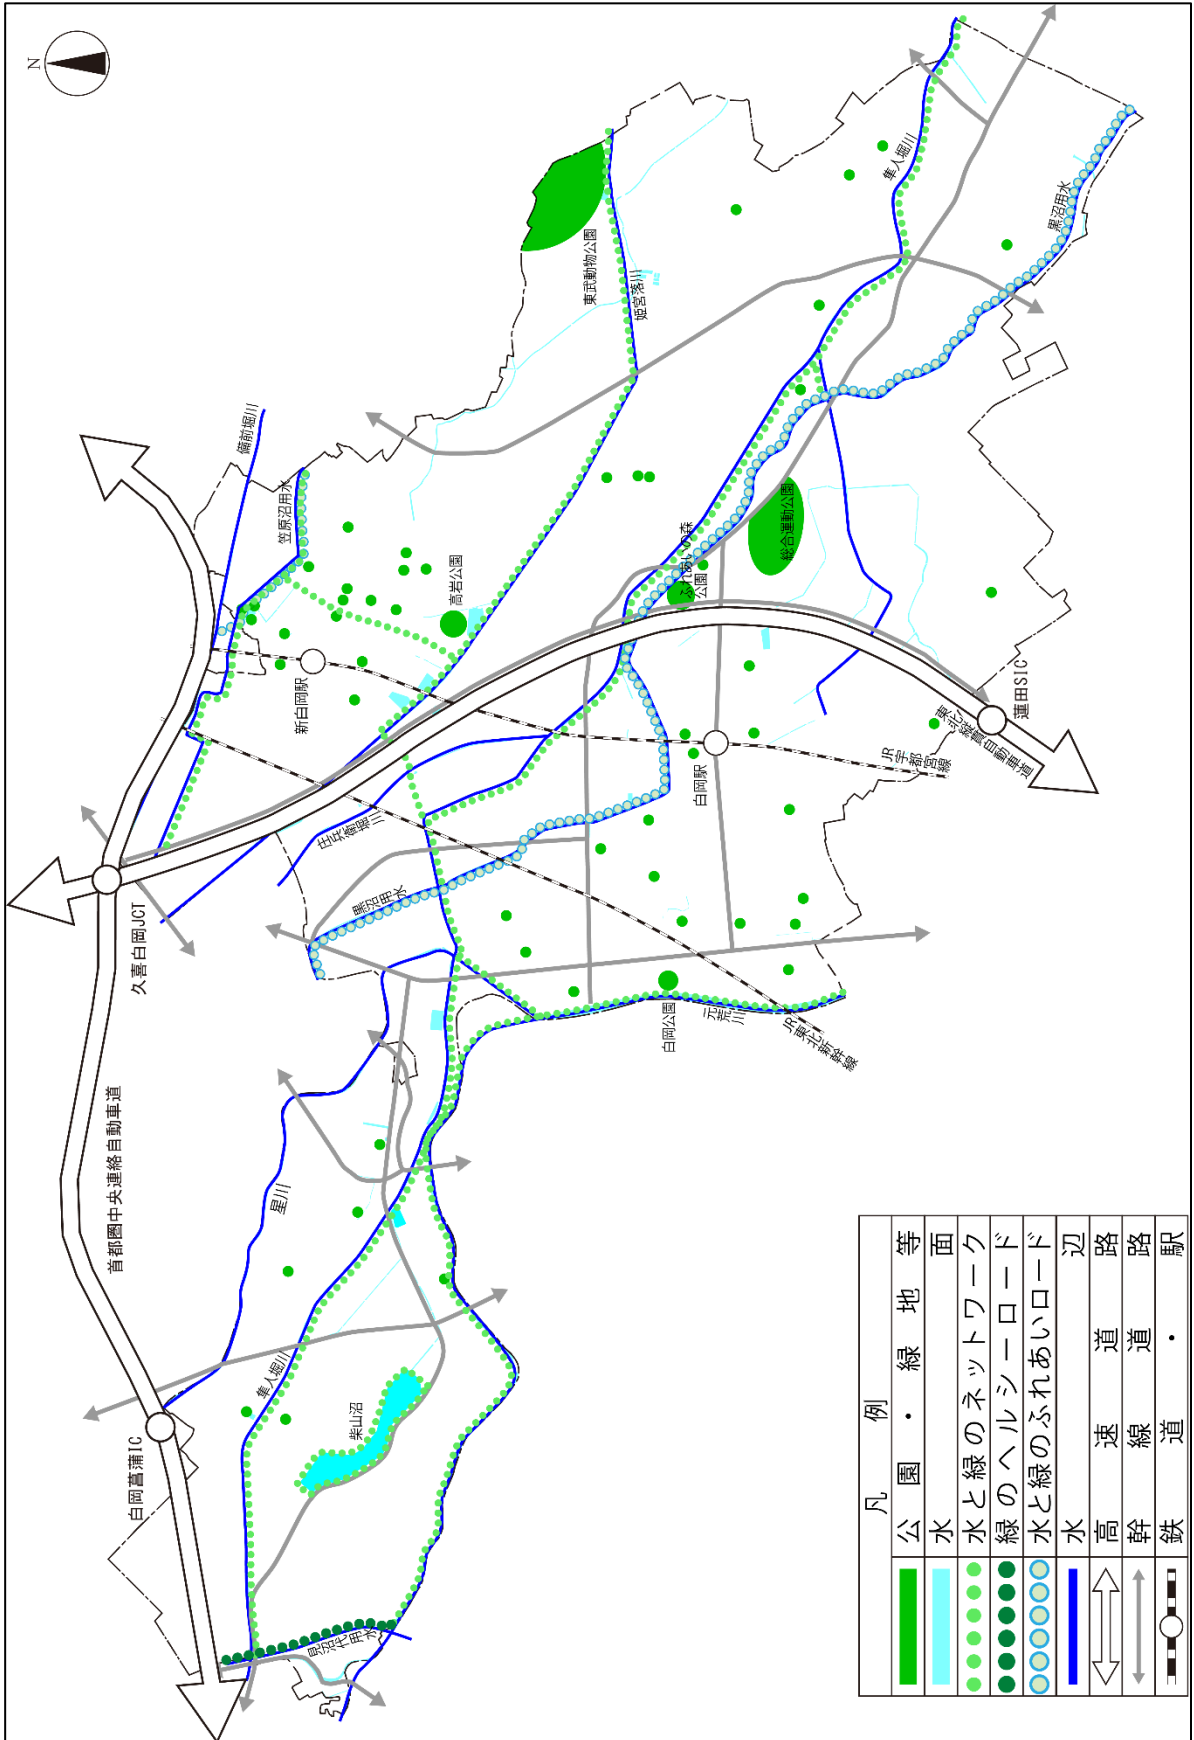 N
首都圏中央連絡自動車道
白岡菖蒲IC
久喜白岡JCT
備前堀川
笠原沼用水
新白岡駅
高岩公園
東武動物公園
姫宮落川
隼人堀川
黒沼用水
ふれあいの森
公園
総合運動公園
庄兵衛堀川
黒沼用水
白岡駅
JR宇都宮線
蓮田SIC
東北縦貫自動車道
白岡公園
元荒川
JR東北新幹線
星川
隼人堀川
柴山沼
見沼代用水
凡例
公園・緑地等
水面
水と緑のネットワーク
緑のヘルシーロード
水と緑のふれあいロード
水辺
高速道路
幹線道路
鉄道・駅